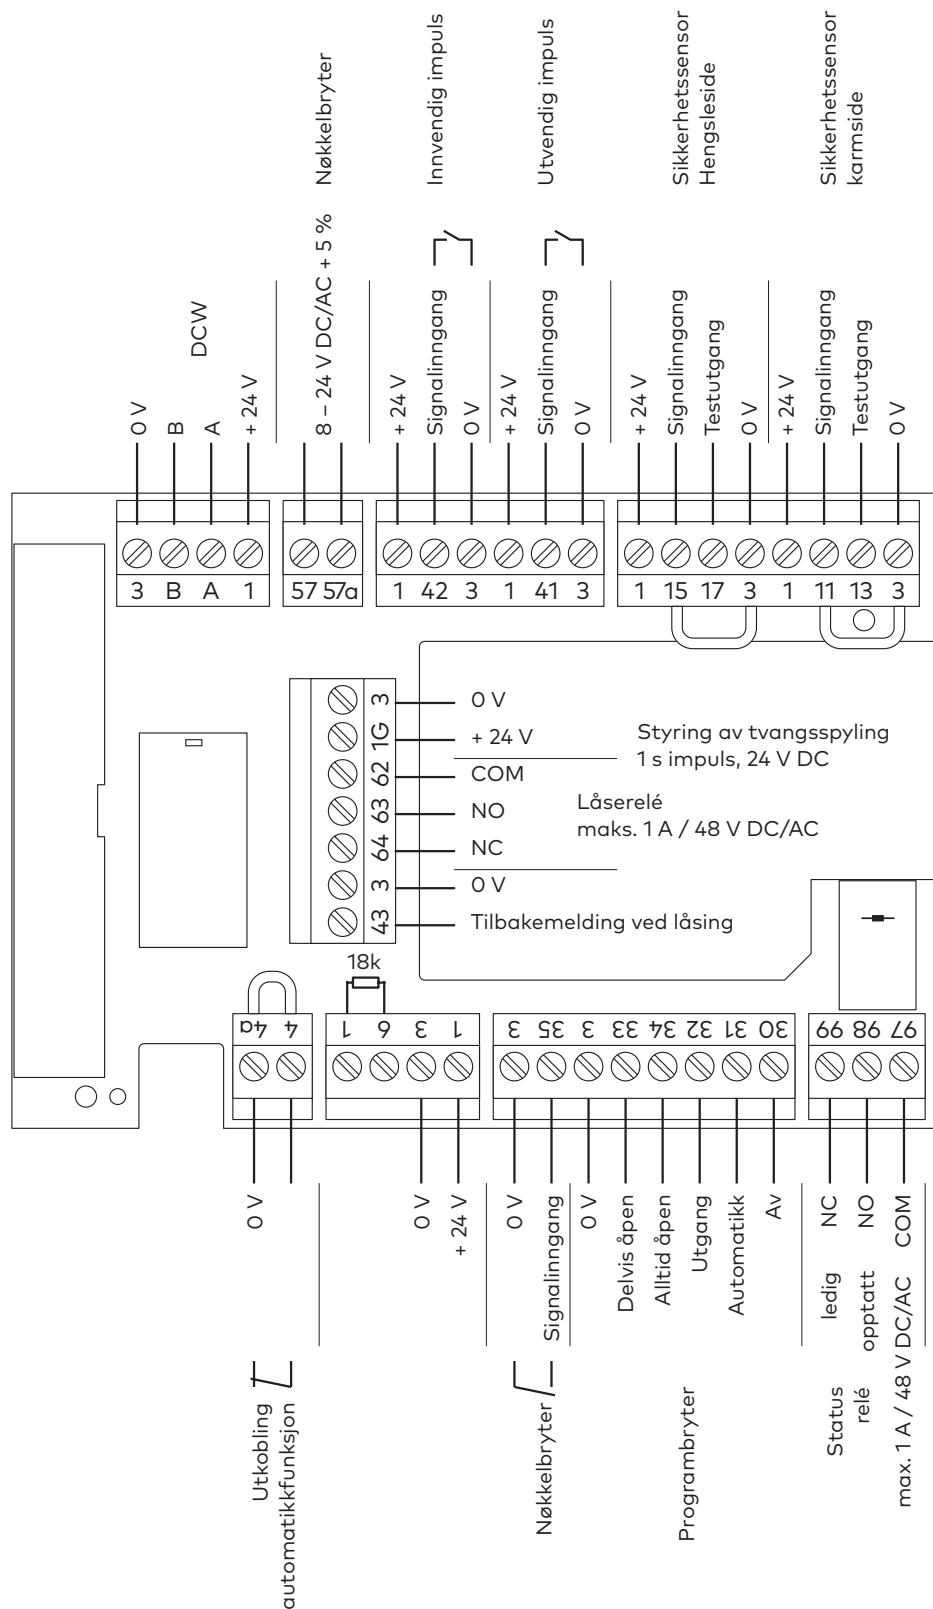 Nøkkelbryter
Innvendig impuls
Utvendig impuls
Sikkerhetssensor
Hengsleside
Sikkerhetssensor
karmside
DCW
0 V
B
A
+ 24 V
8 – 24 V DC/AC + 5 %
+ 24 V
Signalinngang
0 V
+ 24 V
Signalinngang
0 V
+ 24 V
Signalinngang
Testutgang
0 V
+ 24 V
Signalinngang
Testutgang
0 V
3 B A 1
57 57a
1 42 3 1 41 3
1 15 17 3 1 11 13 3
3 0 V
1G + 24 V
Styring av tvangsspyling
1 s impuls, 24 V DC
62 COM
63 NO
64 NC
Låserelé
maks. 1 A / 48 V DC/AC
3 0 V
43 Tilbakemelding ved låsing
18k
4a 4
1 6 3 1
3 35 3 33 34 32 31 30
99 98 97
0 V
0 V
+ 24 V
0 V
Signalinngang
0 V
Delvis åpen
Alltid åpen
Utgang
Automatikk
Av
ledig NC
opptatt NO
max. 1 A / 48 V DC/AC COM
Utkobling
automatikkfunksjon
Nøkkelbryter
Programbryter
Status
relé